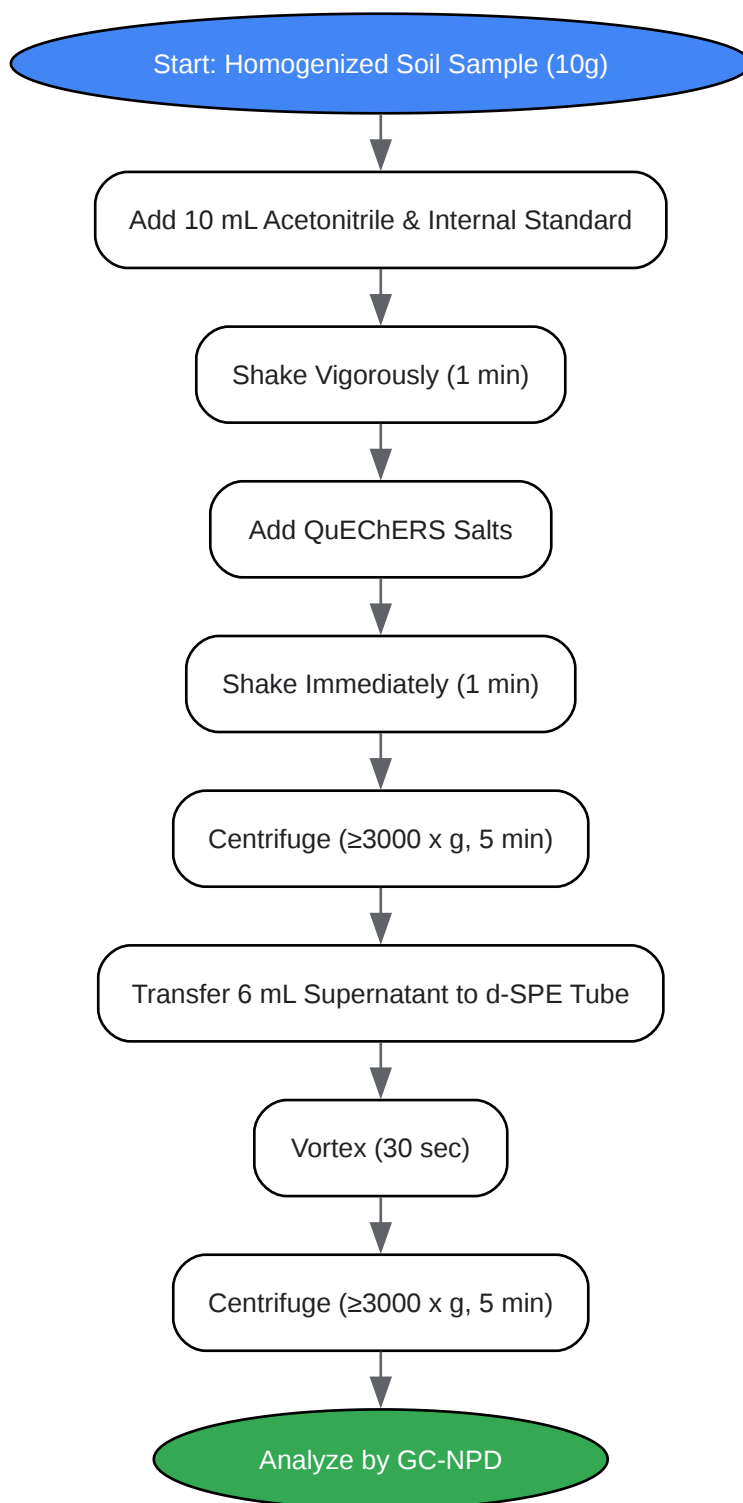 Start: Homogenized Soil Sample (10g)
Add 10 mL Acetonitrile & Internal Standard
Shake Vigorously (1 min)
Add QuEChERS Salts
Shake Immediately (1 min)
Centrifuge (≥3000 x g, 5 min)
Transfer 6 mL Supernatant to d-SPE Tube
Vortex (30 sec)
Centrifuge (≥3000 x g, 5 min)
Analyze by GC-NPD